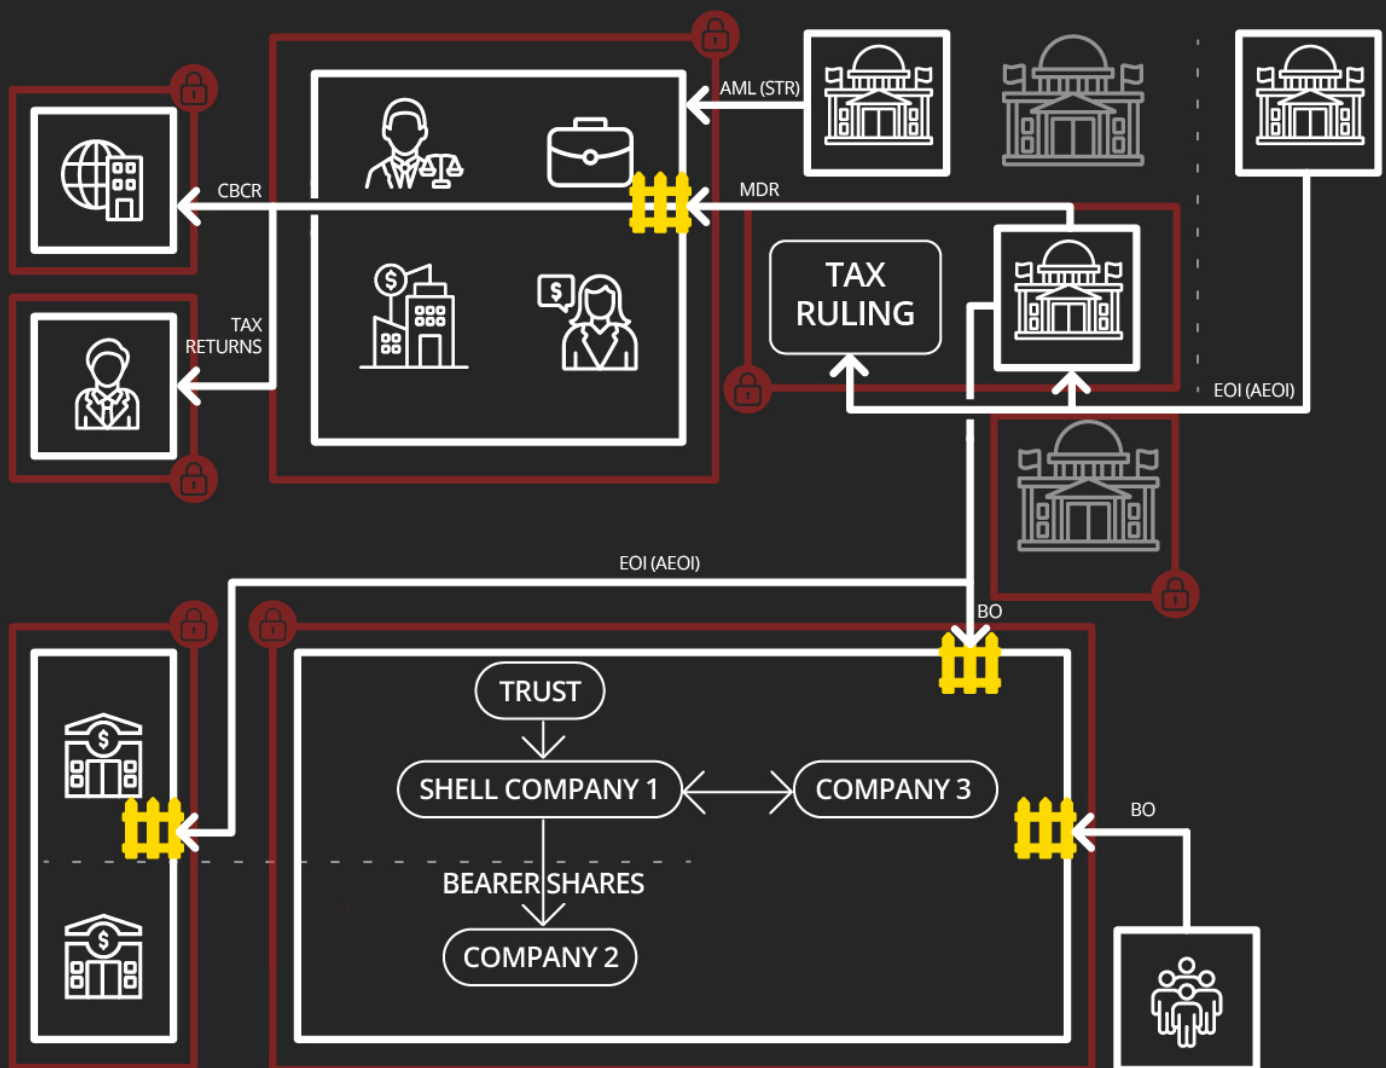 AML (STR)
CBCR
MDR
TAX
RULING
TAX
RETURNS
EOI (AEOI)
EOI (AEOI)
BO
TRUST
SHELL COMPANY 1
COMPANY 3
BO
BEARER SHARES
COMPANY 2
$
$
$
$